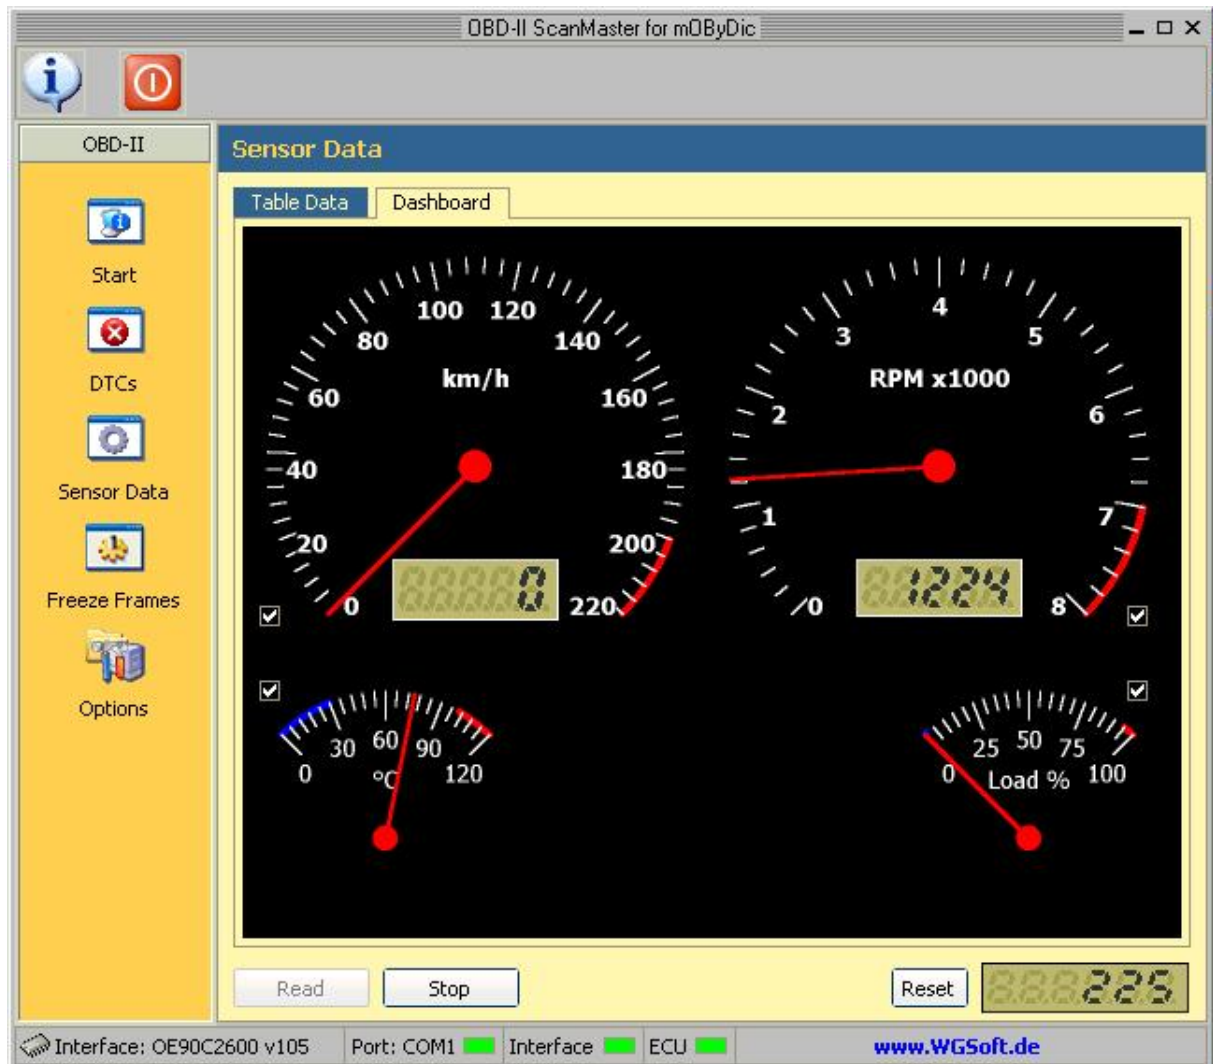 OBD-II ScanMaster for mOByDic
OBD-II
Sensor Data
Table Data Dashboard
Start
DTCs
Sensor Data
Freeze Frames
Options
km/h
0 20 40 60 80 100 120 140 160 180 200 220
0
RPM x1000
0 1 2 3 4 5 6 7 8
1224
0 30 60 90 120
°C
0 25 50 75 100
Load %
Read Stop Reset 225
Interface: OE90C2600 v105 Port: COM1 Interface ECU www.WGSoft.de